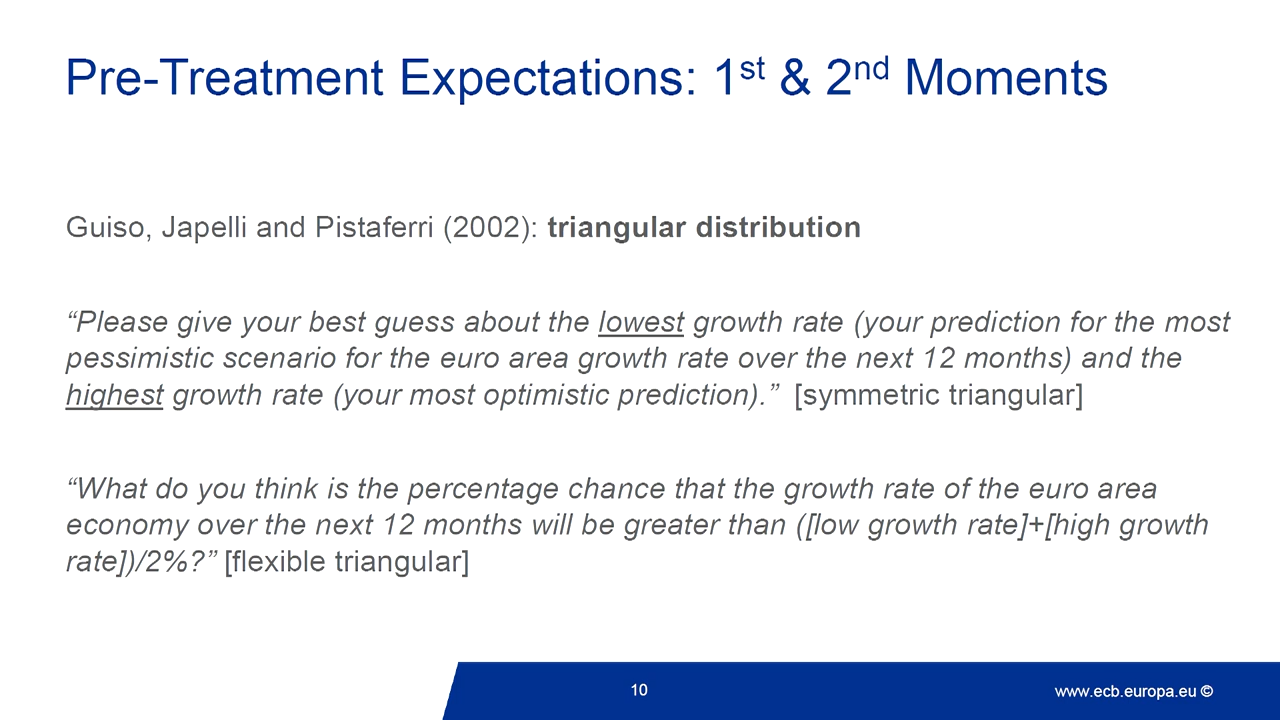 Pre-Treatment Expectations: 1st & 2nd Moments
Guiso, Japelli and Pistaferri (2002): triangular distribution
“Please give your best guess about the lowest growth rate (your prediction for the most
pessimistic scenario for the euro area growth rate over the next 12 months) and the
highest growth rate (your most optimistic prediction).” [symmetric triangular]
“What do you think is the percentage chance that the growth rate of the euro area
economy over the next 12 months will be greater than ([low growth rate]+[high growth
rate])/2%?” [flexible triangular]
10
www.ecb.europa.eu ©